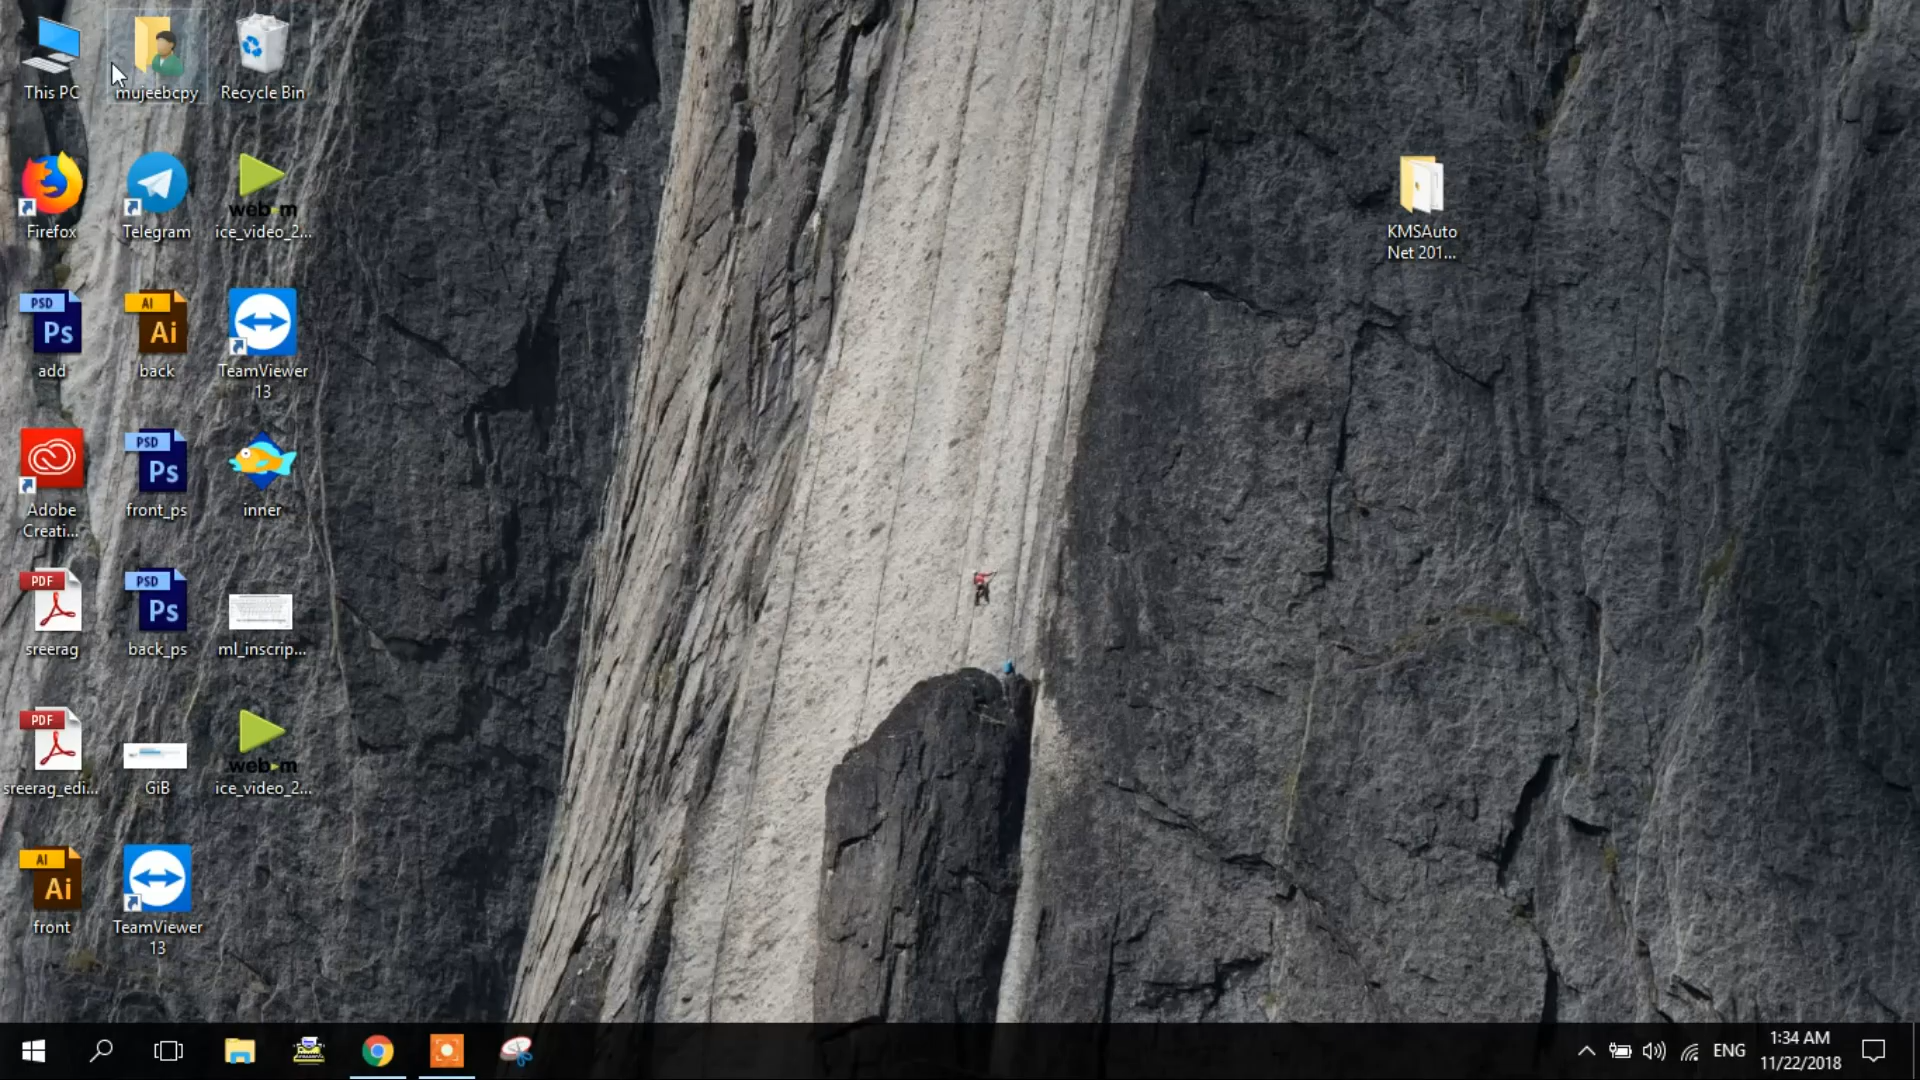 This PC
mujeebcpy
Recycle Bin
Firefox
Telegram
web m
ice_video_2...
KMSAuto
Net 201...
PSD
Ps
add
AI
Ai
back
TeamViewer
13
Adobe
Creati...
PSD
Ps
front_ps
inner
PDF
sreerag
PSD
Ps
back_ps
ml_inscrip...
PDF
sreerag_edi...
GiB
web m
ice_video_2...
AI
Ai
front
TeamViewer
13
ENG
1:34 AM
11/22/2018